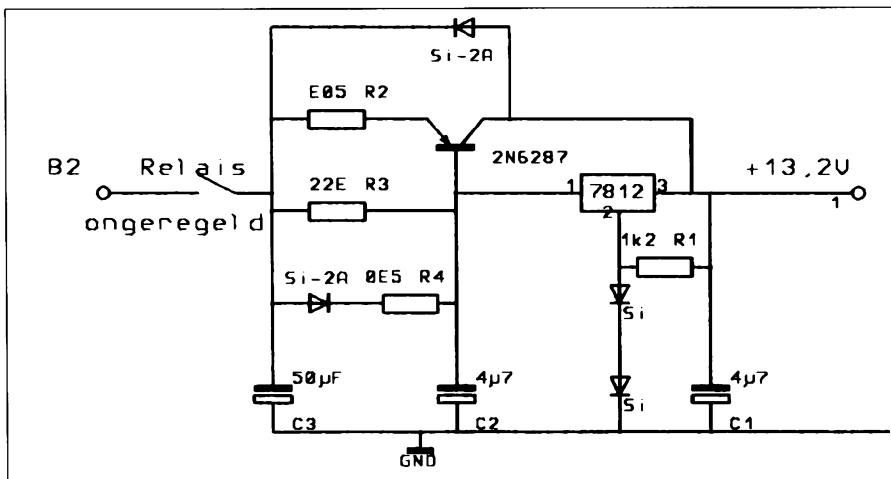 Si-2A
E05 R2
B2 Relais
2N6287
1 7812 3
+13,2V
22E R3
2
1
ongeregeld
1k2 R1
Si-2A 0E5 R4
Si
50µF
4µ7
Si
4µ7
C3
C2
C1
GND